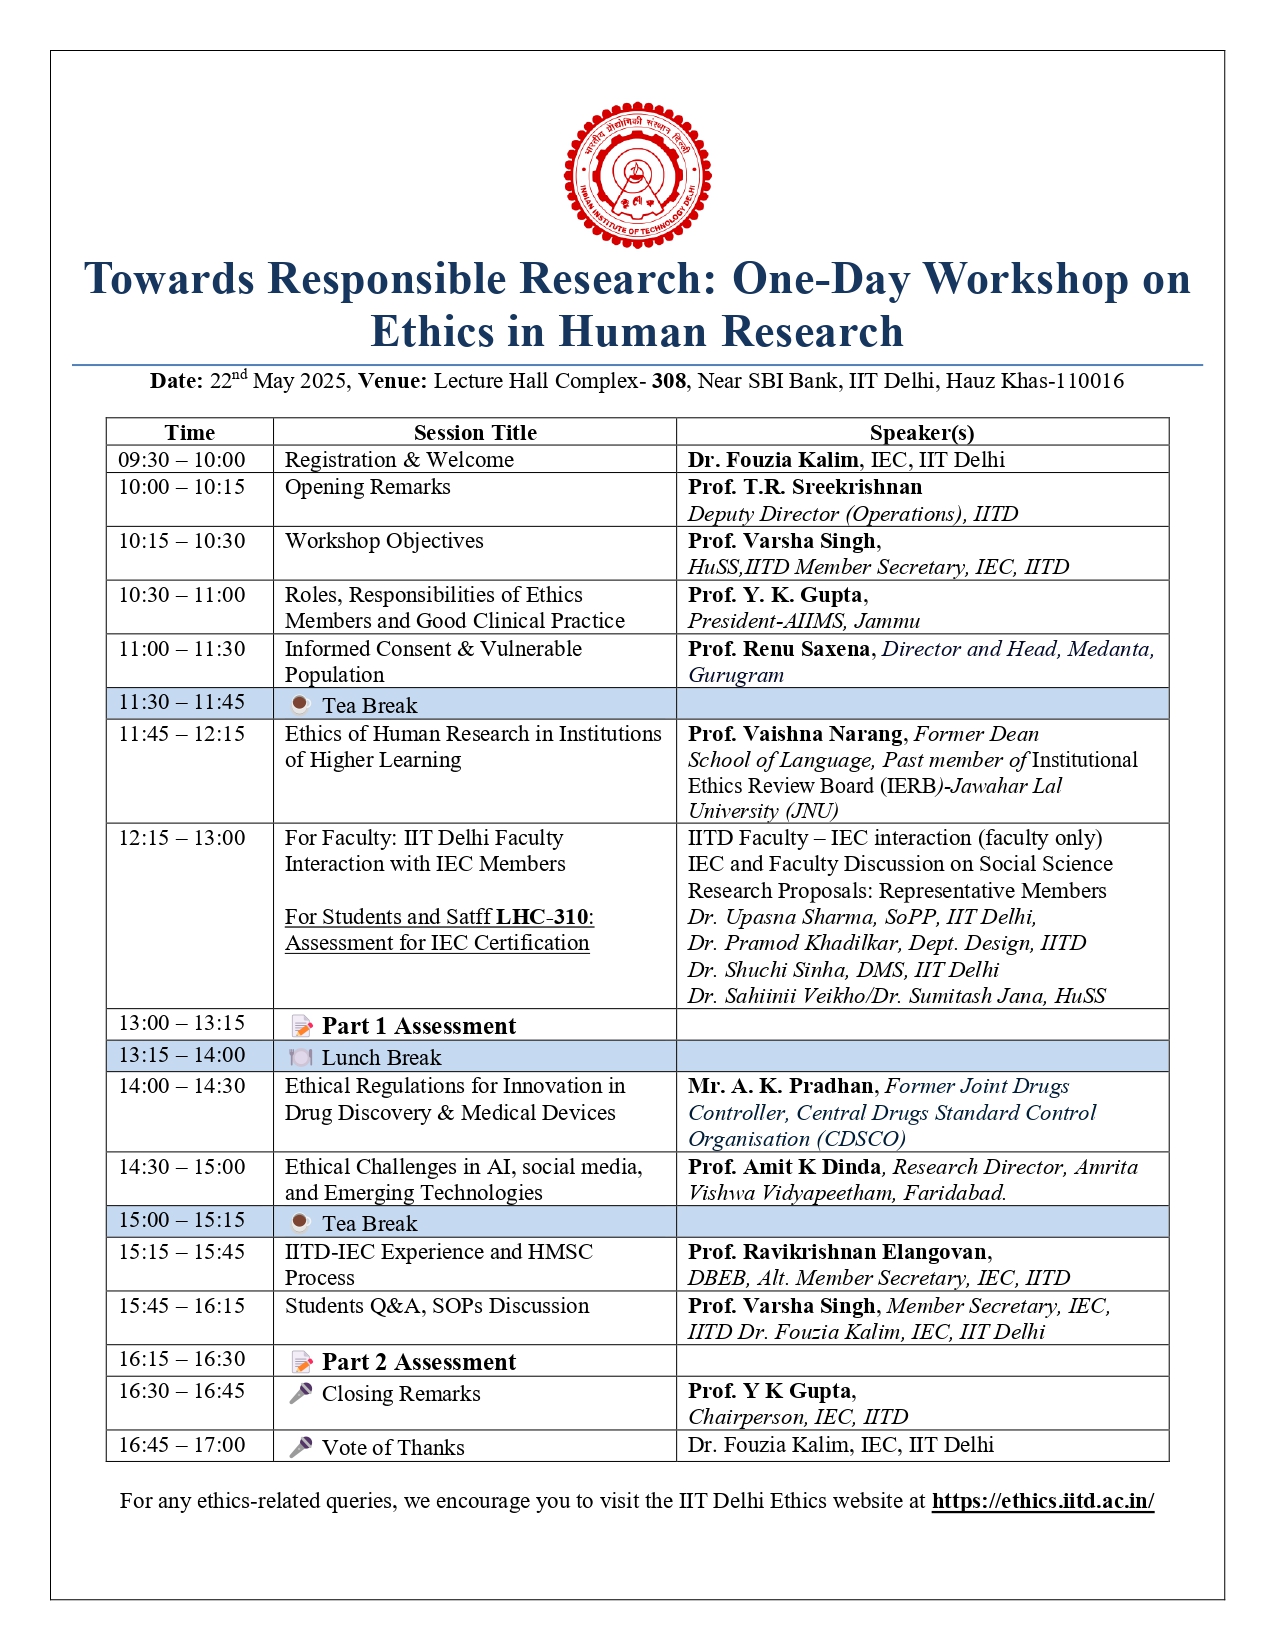 भारतीय प्रौद्योगिकी संस्थान दिल्ली
INDIAN INSTITUTE OF TECHNOLOGY DELHI
Towards Responsible Research: One-Day Workshop on
Ethics in Human Research
Date: 22nd May 2025, Venue: Lecture Hall Complex- 308, Near SBI Bank, IIT Delhi, Hauz Khas-110016
Time Session Title Speaker(s)
09:30 – 10:00 Registration & Welcome Dr. Fouzia Kalim, IEC, IIT Delhi
10:00 – 10:15 Opening Remarks Prof. T.R. Sreekrishnan
Deputy Director (Operations), IITD
10:15 – 10:30 Workshop Objectives Prof. Varsha Singh,
HuSS,IITD Member Secretary, IEC, IITD
10:30 – 11:00 Roles, Responsibilities of Ethics Prof. Y. K. Gupta,
Members and Good Clinical Practice President-AIIMS, Jammu
11:00 – 11:30 Informed Consent & Vulnerable Prof. Renu Saxena, Director and Head, Medanta,
Population Gurugram
11:30 – 11:45 Tea Break
11:45 – 12:15 Ethics of Human Research in Institutions Prof. Vaishna Narang, Former Dean
of Higher Learning School of Language, Past member of Institutional
Ethics Review Board (IERB)-Jawahar Lal
University (JNU)
12:15 – 13:00 For Faculty: IIT Delhi Faculty IITD Faculty – IEC interaction (faculty only)
Interaction with IEC Members IEC and Faculty Discussion on Social Science
Research Proposals: Representative Members
For Students and Satff LHC-310: Dr. Upasna Sharma, SoPP, IIT Delhi,
Assessment for IEC Certification Dr. Pramod Khadilkar, Dept. Design, IITD
Dr. Shuchi Sinha, DMS, IIT Delhi
Dr. Sahiinii Veikho/Dr. Sumitash Jana, HuSS
13:00 – 13:15 Part 1 Assessment
13:15 – 14:00 Lunch Break
14:00 – 14:30 Ethical Regulations for Innovation in Mr. A. K. Pradhan, Former Joint Drugs
Drug Discovery & Medical Devices Controller, Central Drugs Standard Control
Organisation (CDSCO)
14:30 – 15:00 Ethical Challenges in AI, social media, Prof. Amit K Dinda, Research Director, Amrita
and Emerging Technologies Vishwa Vidyapeetham, Faridabad.
15:00 – 15:15 Tea Break
15:15 – 15:45 IITD-IEC Experience and HMSC Prof. Ravikrishnan Elangovan,
Process DBEB, Alt. Member Secretary, IEC, IITD
15:45 – 16:15 Students Q&A, SOPs Discussion Prof. Varsha Singh, Member Secretary, IEC,
IITD Dr. Fouzia Kalim, IEC, IIT Delhi
16:15 – 16:30 Part 2 Assessment
16:30 – 16:45 Closing Remarks Prof. Y K Gupta,
Chairperson, IEC, IITD
16:45 – 17:00 Vote of Thanks Dr. Fouzia Kalim, IEC, IIT Delhi
For any ethics-related queries, we encourage you to visit the IIT Delhi Ethics website at https://ethics.iitd.ac.in/